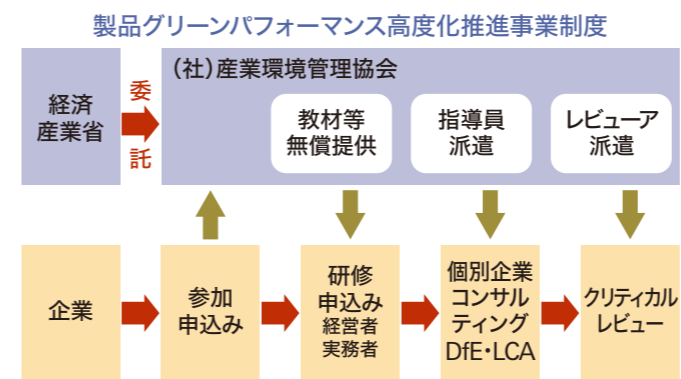 製品グリーンパフォーマンス高度化推進事業制度
経済
産業省
委
託
（社）産業環境管理協会
教材等
無償提供
指導員
派遣
レビューア
派遣
企業
参加
申込み
研修
申込み
経営者
実務者
個別企業
コンサル
ティング
DfE・LCA
クリティカル
レビュー